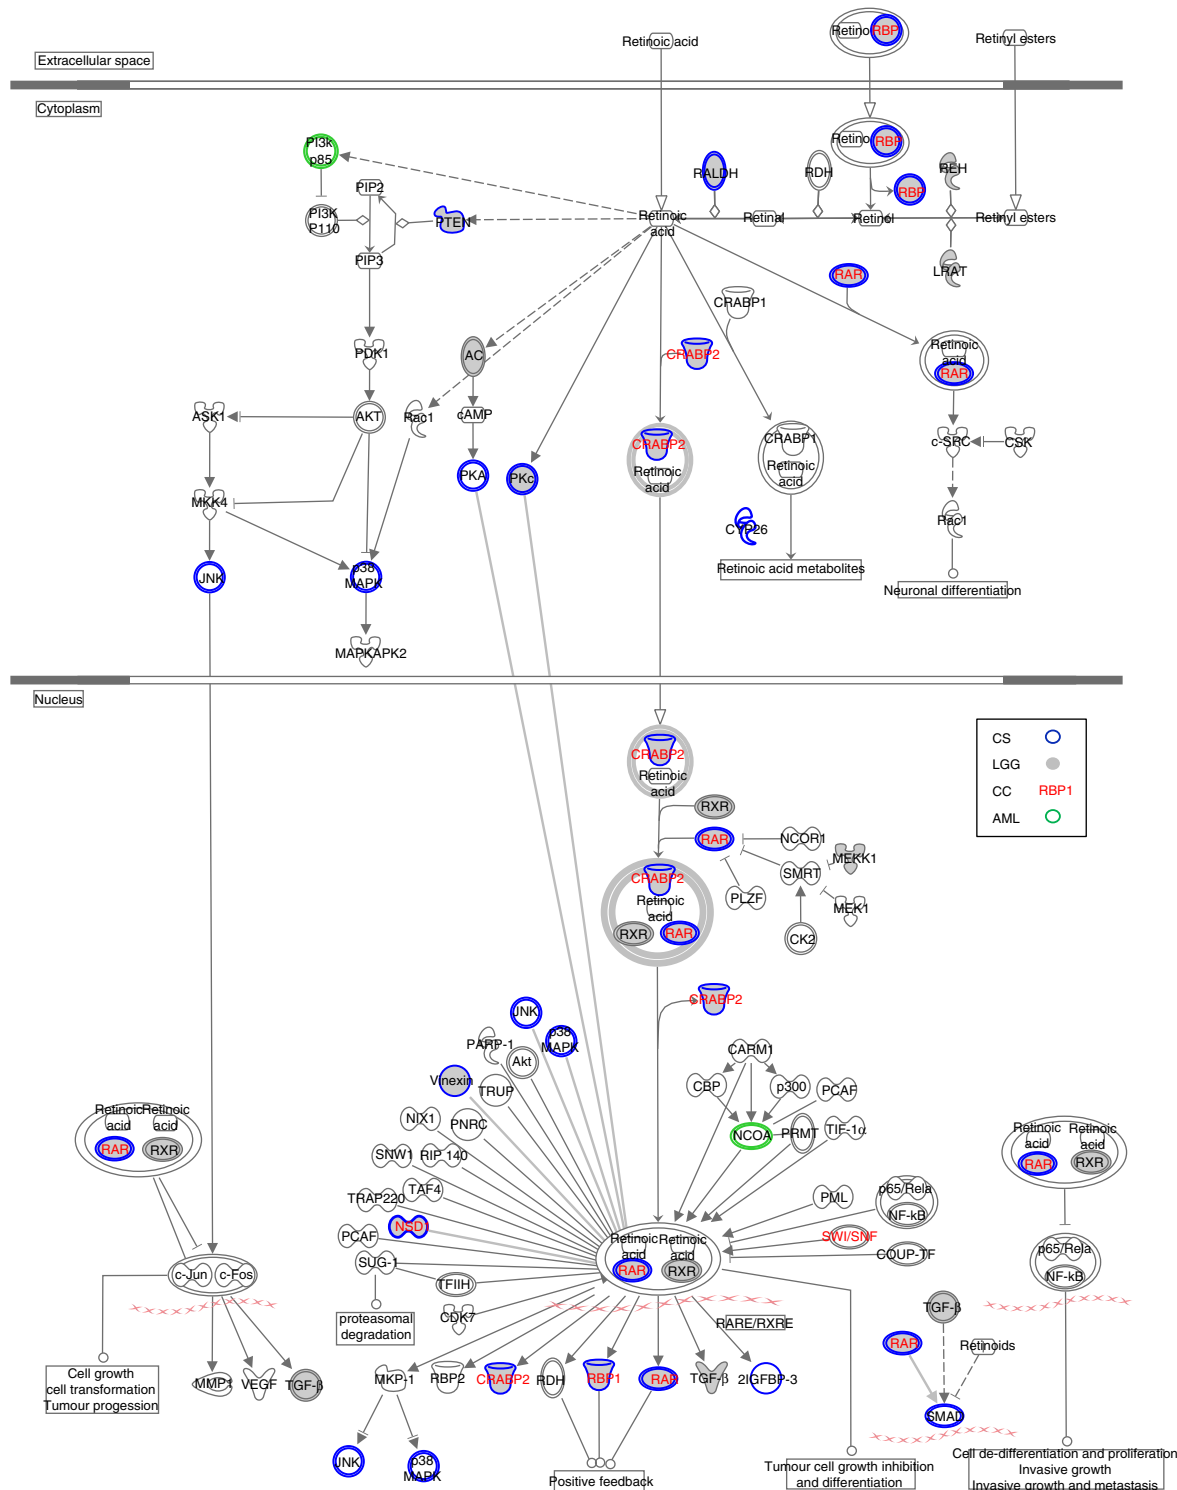 Retinoic acid
Retino
RBP
Retinyl esters
Extracellular space
Cytoplasm
PI3k
p85
Retino
RBP
RALDH
RDH
REH
RBP
PIP2
PI3K
P110
PTEN
Retinoic
acid
Retinal
Retinol
Retinyl esters
PIP3
RAR
LRAT
CRABP1
PDK1
AC
CRABP2
Retinoic
acid
RAR
ASK1
AKT
Rac1
cAMP
CRABP2
Retinoic
acid
CRABP1
Retinoic
acid
c-SRC
CSK
PKA
PKc
MKK4
CYP26
Rac1
JNK
p38
MAPK
Retinoic acid metabolites
Neuronal differentiation
MAPKAPK2
Nucleus
CRABP2
Retinoic
acid
CS
LGG
CC RBP1
AML
RXR
RAR
NCOR1
SMRT
MEKK1
CRABP2
Retinoic
acid
RXR
RAR
PLZF
MEK1
CK2
CRABP2
JNK
p38
MAPK
PARP-1
Akt
CARM1
Vinexin
TRUP
CBP
p300
PCAF
NIX1
PNRC
NCOA
PRMT
TIF-1α
Retinoic
acid
Retinoic
acid
RAR
RXR
SNW1
RIP 140
Retinoic
acid
Retinoic
acid
RAR
RXR
TRAP220
TAF4
PML
p65/Rela
NF-kB
NSD1
PCAF
SWI/SNF
SUG-1
COUP-TF
Retinoic
acid
Retinoic
acid
RAR
RXR
p65/Rela
NF-kB
c-Jun
c-Fos
TFIIH
CDK7
proteasomal
degradation
RARE/RXRE
TGF-β
RAR
Retinoids
Cell growth
cell transformation
Tumour progession
MMP1
VEGF
TGF-β
MKP-1
RBP2
CRABP2
RDH
RBP1
RAR
TGF-β
2IGFBP-3
SMAD
JNK
p38
MAPK
Positive feedback
Tumour cell growth inhibition
and differentiation
Cell de-differentiation and proliferation
Invasive growth
Invasive growth and metastasis